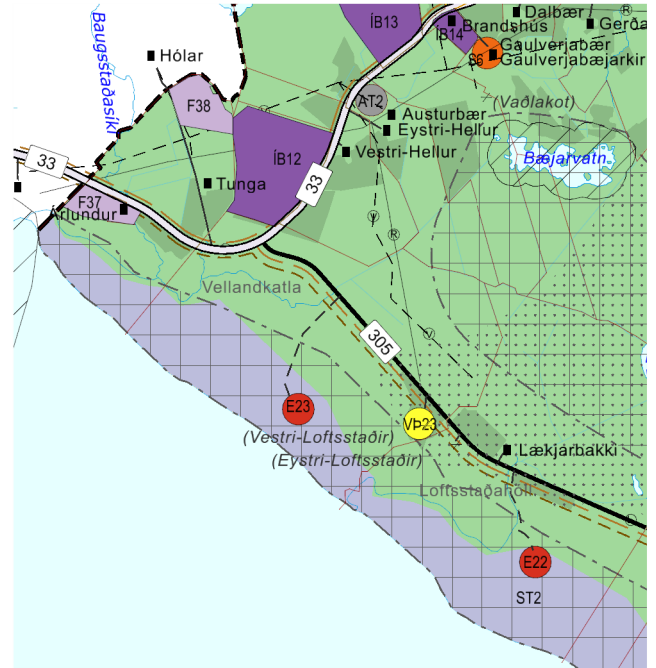 Dalbær
ÍB13
Brandshús
Gerða
ÍB14
Gaulverjabær
S6
Gaulverjabæjarkir
Hólar
Baugsstaðasíki
AT2
(Vaðlakot)
F38
Austurbær
Eystri-Hellur
Vestri-Hellur
Bæjarvatn.
33
ÍB12
33
Tunga
F37
Árlundur
R
V
R
Vellandkatla
305
V
E23
VÞ23
(Vestri-Loftsstaðir)
(Eystri-Loftsstaðir)
Lækjarbakki
Loftsstaðahóll.
E22
ST2